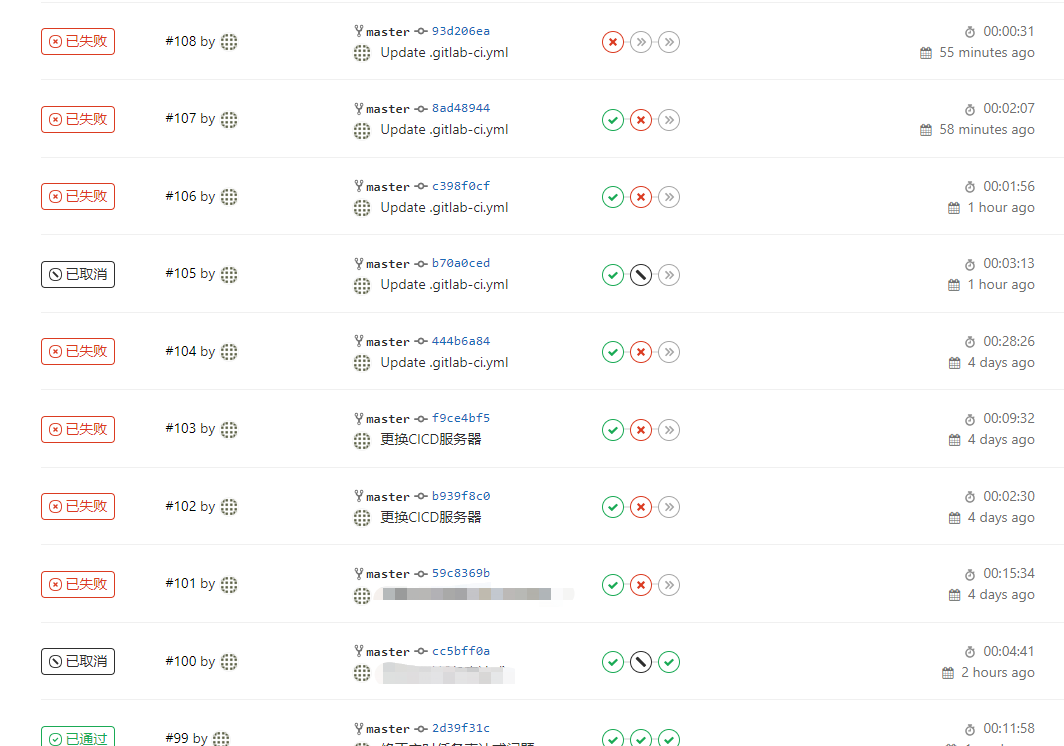 已失败 #108 by master 93d206ea 00:00:31
Update .gitlab-ci.yml 55 minutes ago
已失败 #107 by master 8ad48944 00:02:07
Update .gitlab-ci.yml 58 minutes ago
已失败 #106 by master c398f0cf 00:01:56
Update .gitlab-ci.yml 1 hour ago
已取消 #105 by master b70a0ced 00:03:13
Update .gitlab-ci.yml 1 hour ago
已失败 #104 by master 444b6a84 00:28:26
Update .gitlab-ci.yml 4 days ago
已失败 #103 by master f9ce4bf5 00:09:32
更换CICD服务器 4 days ago
已失败 #102 by master b939f8c0 00:02:30
更换CICD服务器 4 days ago
已失败 #101 by master 59c8369b 00:15:34
4 days ago
已取消 #100 by master cc5bff0a 00:04:41
2 hours ago
已通过 #99 by master 2d39f31c 00:11:58